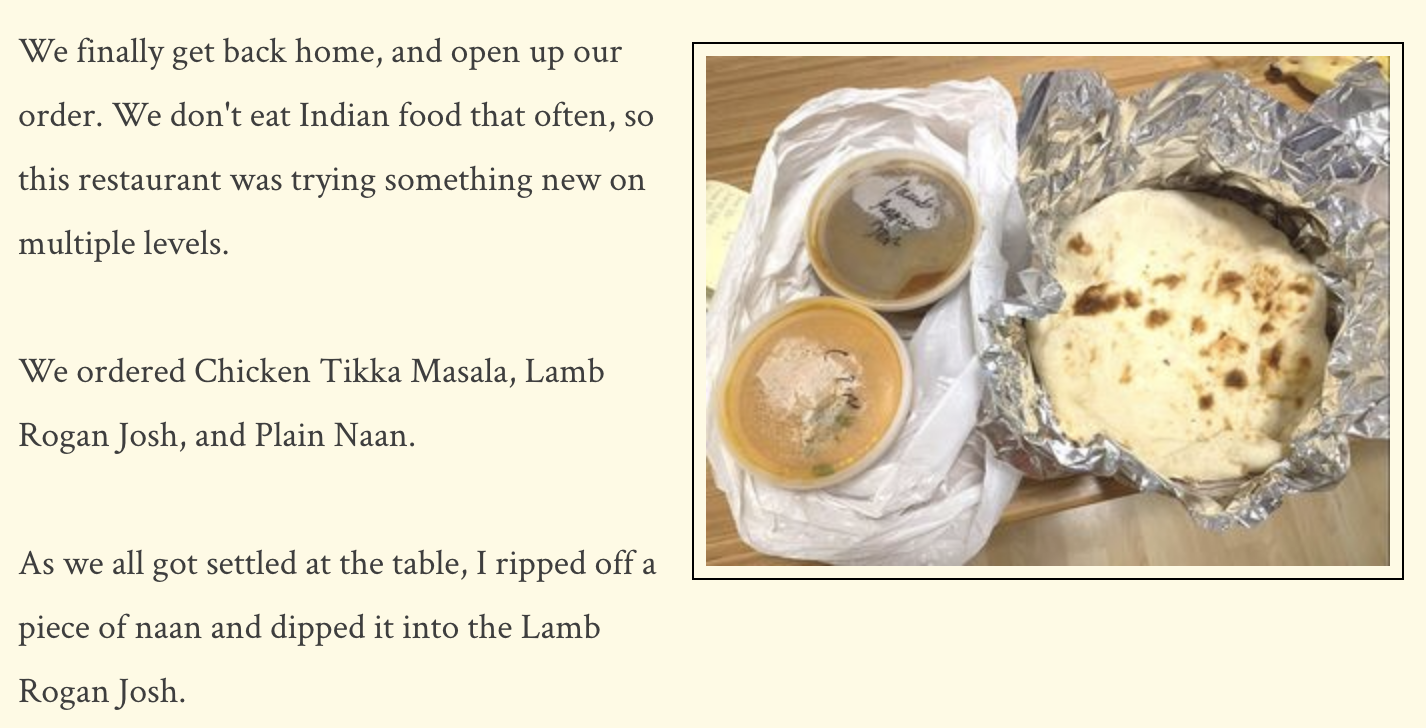 We finally get back home, and open up our
order. We don't eat Indian food that often, so
this restaurant was trying something new on
multiple levels.
We ordered Chicken Tikka Masala, Lamb
Rogan Josh, and Plain Naan.
As we all got settled at the table, I ripped off a
piece of naan and dipped it into the Lamb
Rogan Josh.
lamb